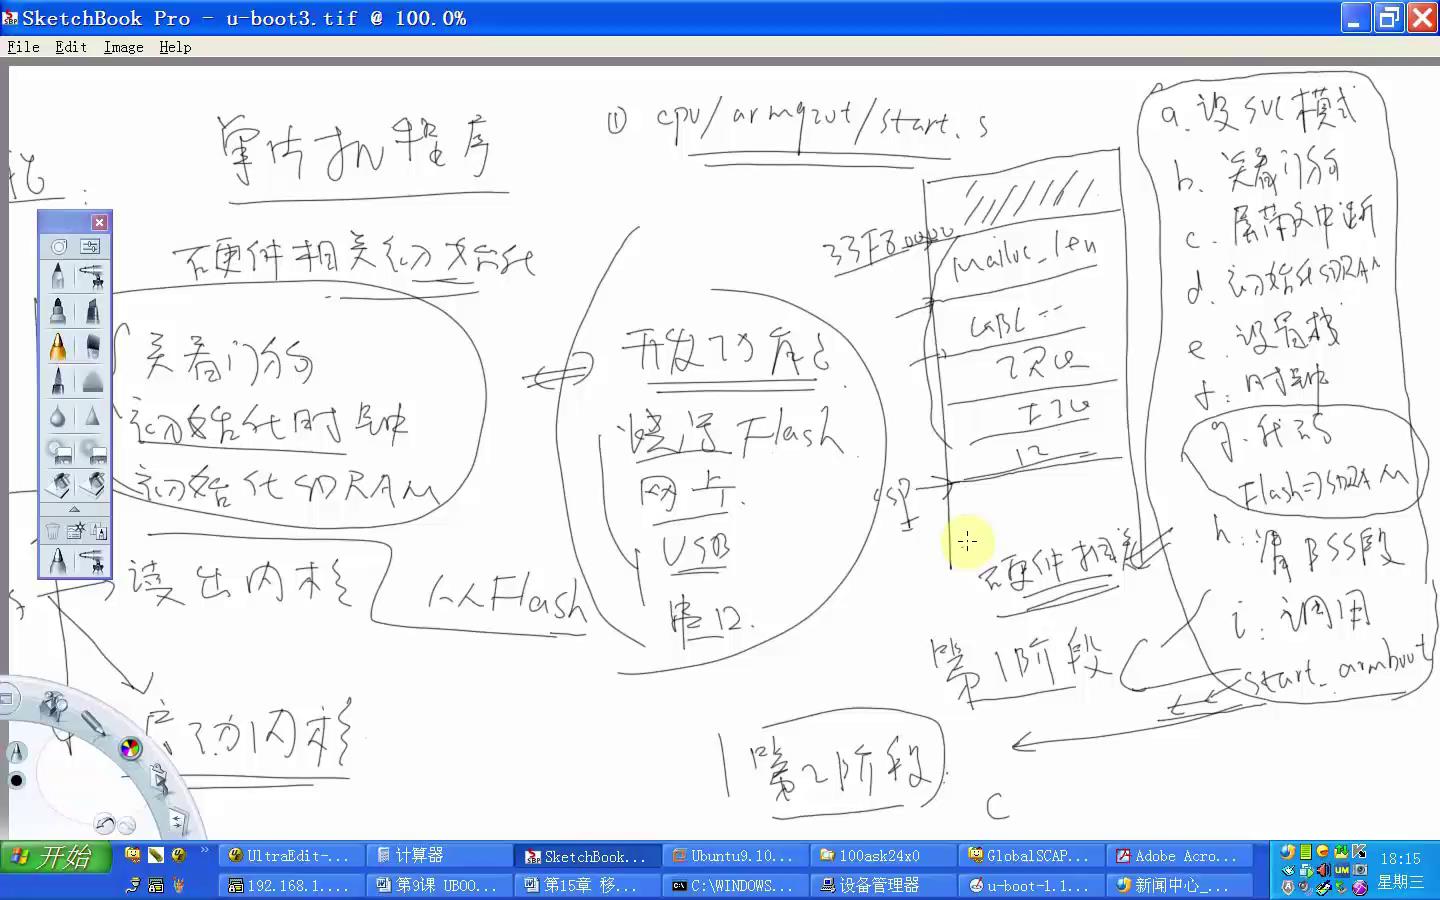 SketchBook Pro - u-boot3.tif @ 100.0%
File Edit Image Help
单片机程序
硬件相关初始化
关看门狗
初始化时钟
初始化SDRAM
读出内核
从Flash
启动内核
开发功能:
烧写Flash
网卡
USB
串口
① cpu/arm920t/start.s
33F80000
CGBL
IRQ
FIQ
12
sp
硬件相关
第1阶段
第2阶段
C
a. 设SVC模式
b. 关看门狗
c. 屏蔽中断
d. 初始化SDRAM
e. 设置栈
f. 时钟
g. 代码
Flash⇒SDRAM
h. 清BSS段
i. 调用
start_armboot
开始
UltraEdit-...
计算器
SketchBook...
Ubuntu9.10...
100ask24x0
GlobalSCAP...
Adobe Acro...
18:15
192.168.1....
第9课 UBOO...
第15章 移...
C:\WINDOWS...
设备管理器
u-boot-1.1...
新闻中心_...
星期三